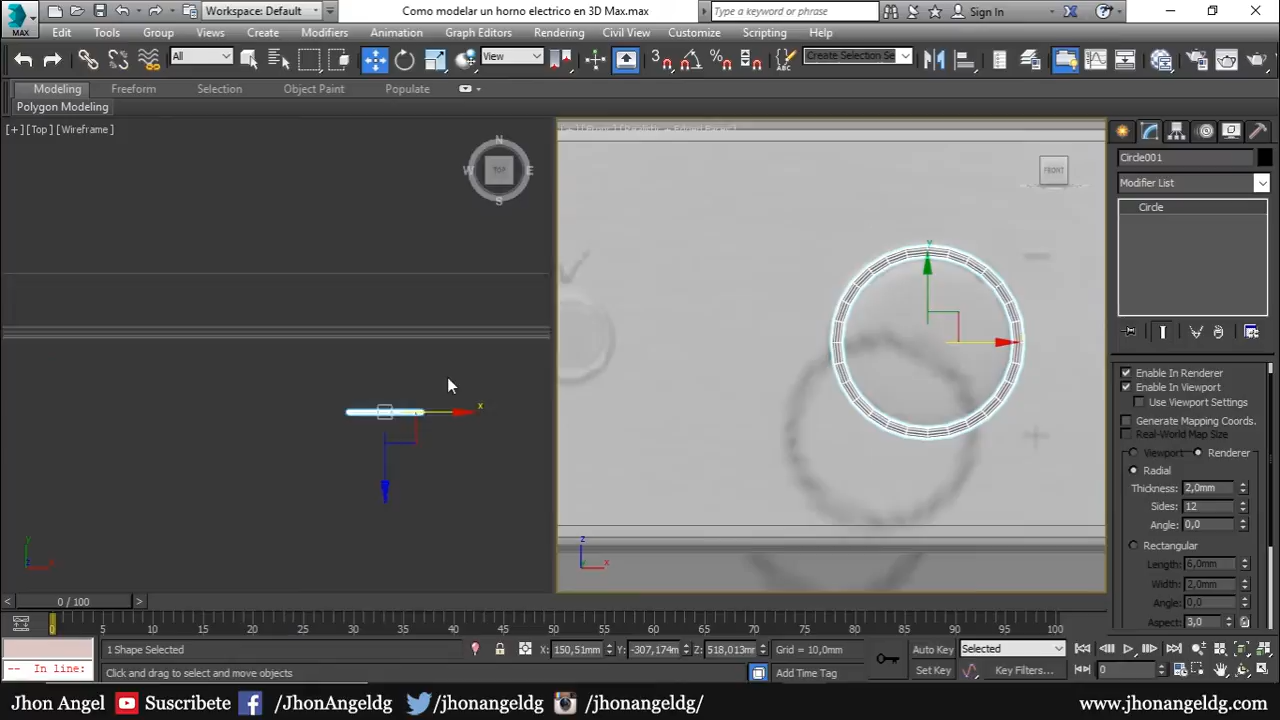 MAX
Workspace: Default
Como modelar un horno electrico en 3D Max.max
Type a keyword or phrase
Sign In
Edit Tools Group Views Create Modifiers Animation Graph Editors Rendering Civil View Customize Scripting Help
All
View
3
Create Selection Se
Modeling Freeform Selection Object Paint Populate
Polygon Modeling
[+] [Top] [Wireframe]
N
W TOP E
S
FRONT
Circle001
Modifier List
Circle
y
x
Enable In Renderer
Enable In Viewport
Use Viewport Settings
Generate Mapping Coords.
Real-World Map Size
Viewport Renderer
Radial
Thickness: 2,0mm
Sides: 12
Angle: 0,0
Rectangular
Length: 6,0mm
Width: 2,0mm
Angle: 0,0
Aspect: 3,0
z
x
0 / 100
0 5 10 15 20 25 30 35 40 45 50 55 60 65 70 75 80 85 90 95 100
1 Shape Selected
X: 150,51mm Y: -307,174m Z: 518,013mm
Grid = 10,0mm
Auto Key Selected
-- In line:
Click and drag to select and move objects
Add Time Tag
Set Key Key Filters...
0
Jhon Angel Suscribete /JhonAngeldg /jhonangeldg /jhonangeldg/ www.jhonangeldg.com